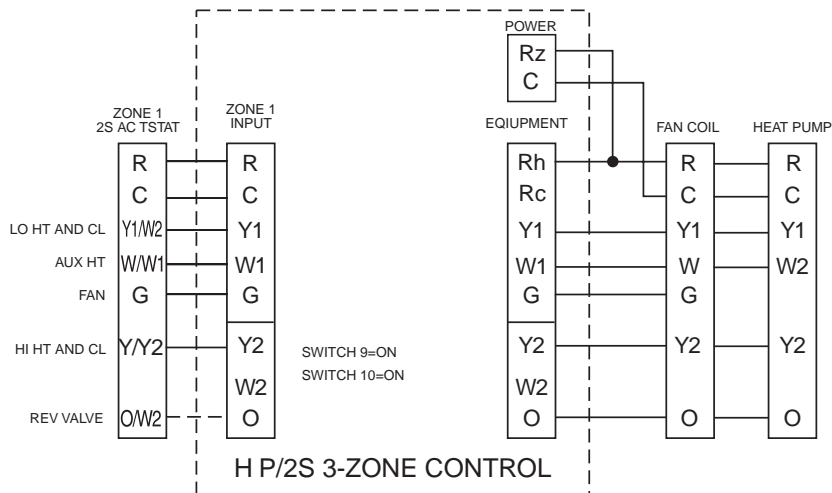 POWER
Rz
C
ZONE 1
2S AC TSTAT
ZONE 1
INPUT
EQIUPMENT
FAN COIL
HEAT PUMP
R R Rh R R
C C Rc C C
LO HT AND CL Y1/W2 Y1 Y1 Y1 Y1
AUX HT W/W1 W1 W1 W W2
FAN G G G G
HI HT AND CL Y/Y2 Y2 SWITCH 9=ON Y2 Y2 Y2
SWITCH 10=ON
W2 W2
REV VALVE O/W2 O O O O
H P/2S 3-ZONE CONTROL